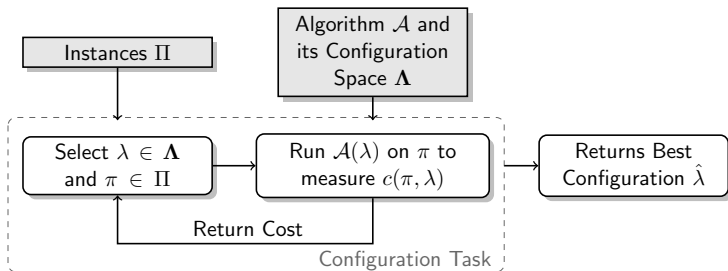 Instances Π
Algorithm 𝒜 and
its Configuration
Space Λ
Select λ ∈ Λ
and π ∈ Π
Run 𝒜(λ) on π to
measure c(π, λ)
Returns Best
Configuration λ̂
Return Cost
Configuration Task